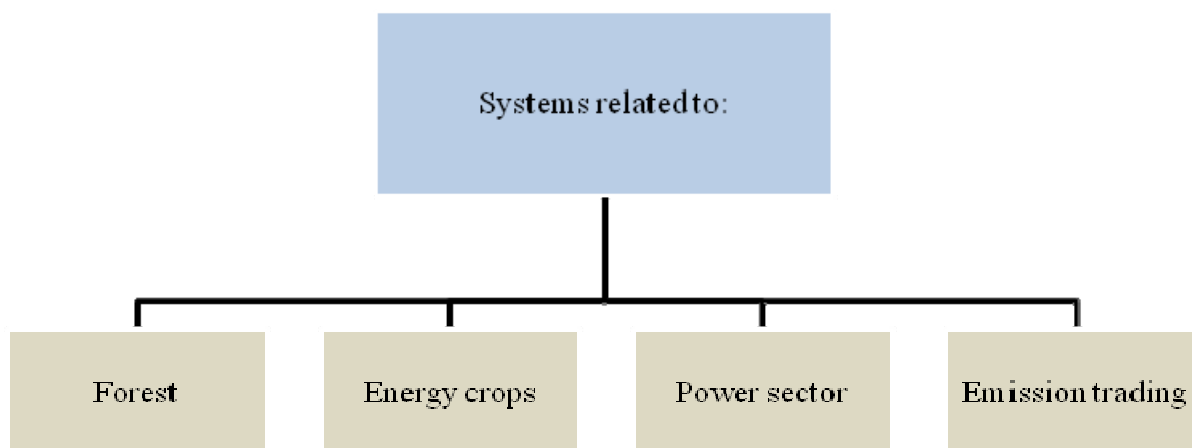 Systems related to:
Forest
Energy crops
Power sector
Emission trading